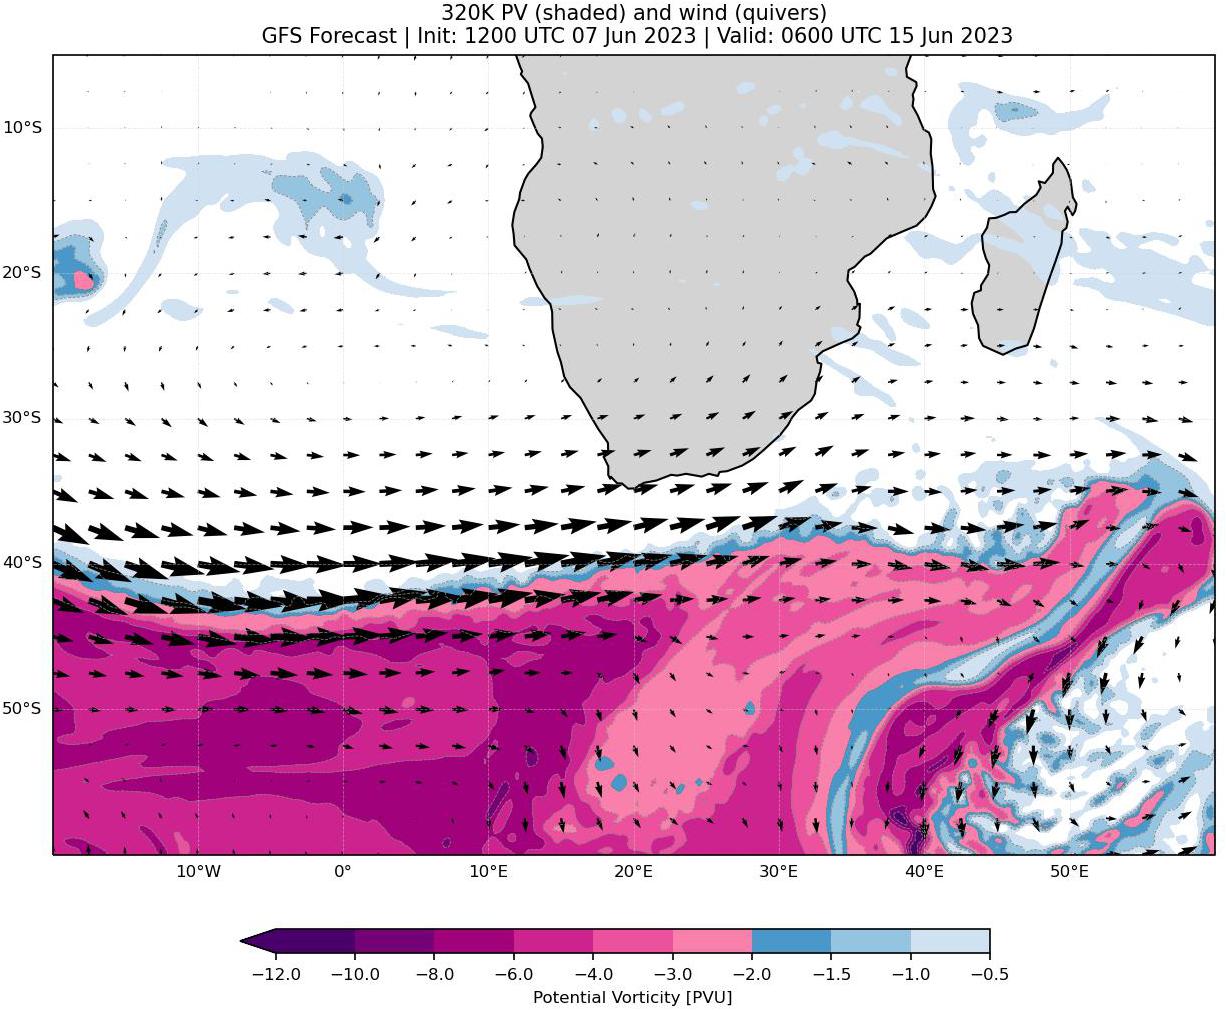 320K PV (shaded) and wind (quivers)
GFS Forecast | Init: 1200 UTC 07 Jun 2023 | Valid: 0600 UTC 15 Jun 2023
10°S
20°S
30°S
40°S
50°S
10°W 0° 10°E 20°E 30°E 40°E 50°E
−12.0 −10.0 −8.0 −6.0 −4.0 −3.0 −2.0 −1.5 −1.0 −0.5
Potential Vorticity [PVU]